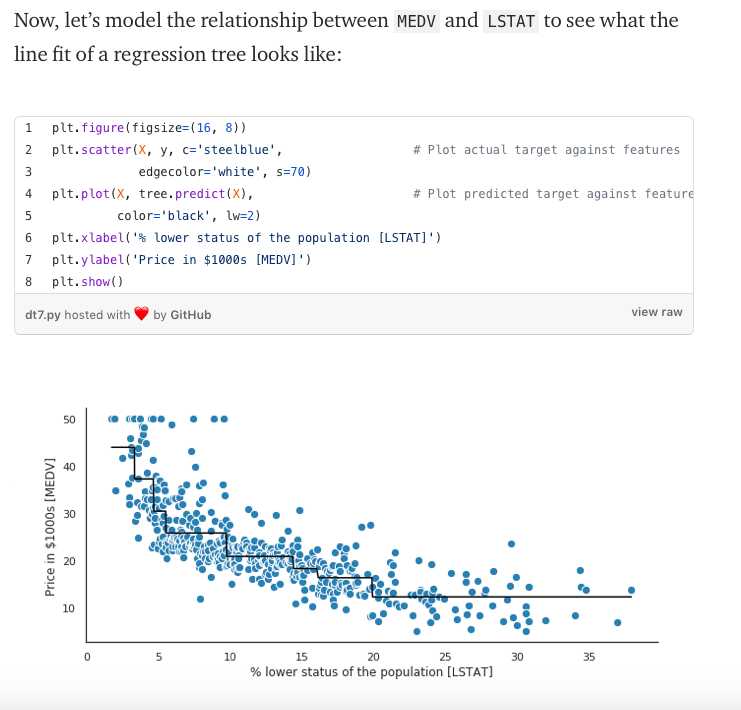 Now, let’s model the relationship between MEDV and LSTAT to see what the
line fit of a regression tree looks like:
1 plt.figure(figsize=(16, 8))
2 plt.scatter(X, y, c='steelblue', # Plot actual target against features
3 edgecolor='white', s=70)
4 plt.plot(X, tree.predict(X), # Plot predicted target against feature
5 color='black', lw=2)
6 plt.xlabel('% lower status of the population [LSTAT]')
7 plt.ylabel('Price in $1000s [MEDV]')
8 plt.show()
dt7.py hosted with ❤ by GitHub view raw
Price in $1000s [MEDV]
50
40
30
20
10
0 5 10 15 20 25 30 35
% lower status of the population [LSTAT]